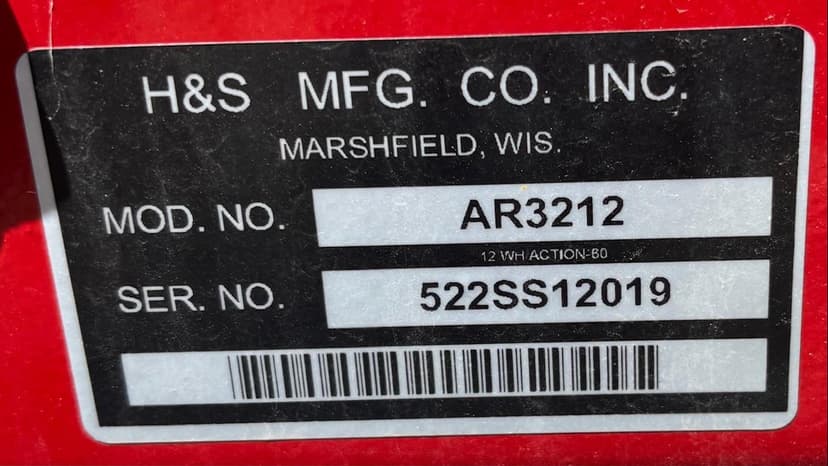 H&S MFG. CO. INC.
MARSHFIELD, WIS.
MOD. NO. AR3212
12 WH ACTION-60
SER. NO. 522SS12019